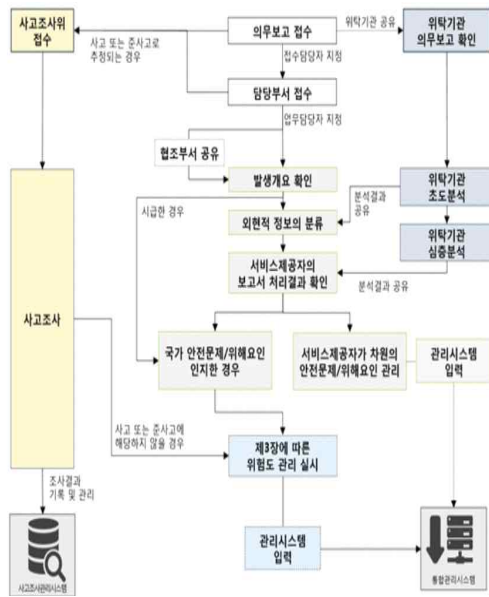 사고조사위
접수
의무보고 접수
위탁기관 공유
위탁기관
의무보고 확인
사고 또는 준사고로
추정되는 경우
접수담당자 지정
담당부서 접수
업무담당자 지정
협조부서 공유
발생개요 확인
시급한 경우
분석결과
공유
위탁기관
초도분석
외현적 정보의 분류
위탁기관
심층분석
서비스제공자의
보고서 처리결과 확인
분석결과 공유
사고조사
국가 안전문제/위해요인
인지한 경우
서비스제공자가 차원의
안전문제/위해요인 관리
관리시스템
입력
사고 또는 준사고에
해당하지 않을 경우
제3장에 따른
위험도 관리 실시
조사결과
기록 및 관리
관리시스템
입력
사고조사관리시스템
통합관리시스템